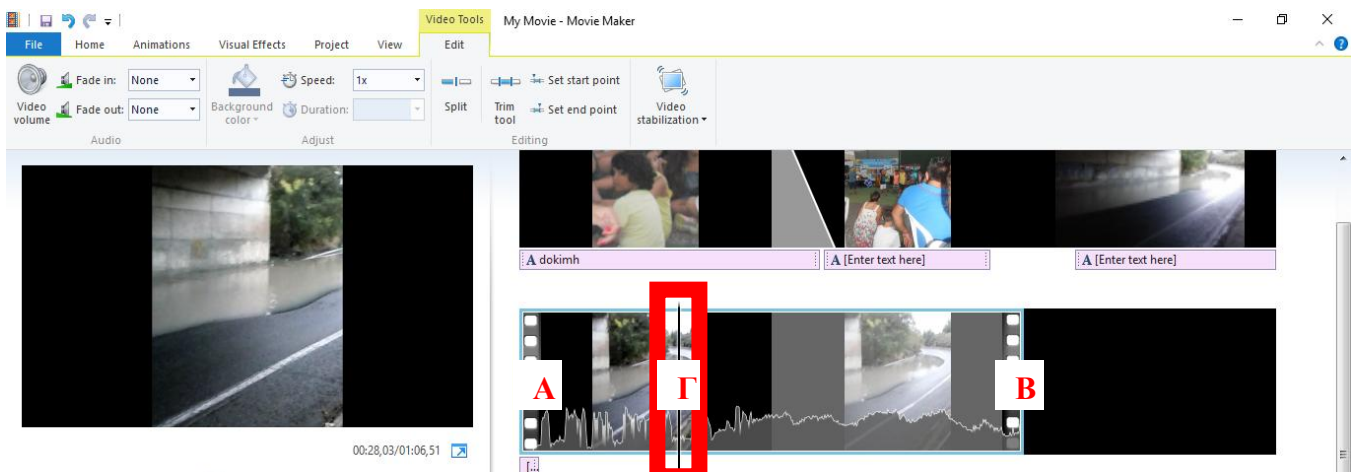 Video Tools My Movie - Movie Maker
File Home Animations Visual Effects Project View Edit
Fade in: None Speed: 1x Set start point
Video volume Fade out: None Background color Duration: Split Trim tool Set end point Video stabilization
Audio Adjust Editing
A dokimh A [Enter text here] A [Enter text here]
Α Γ Β
00:28,03/01:06,51
[...